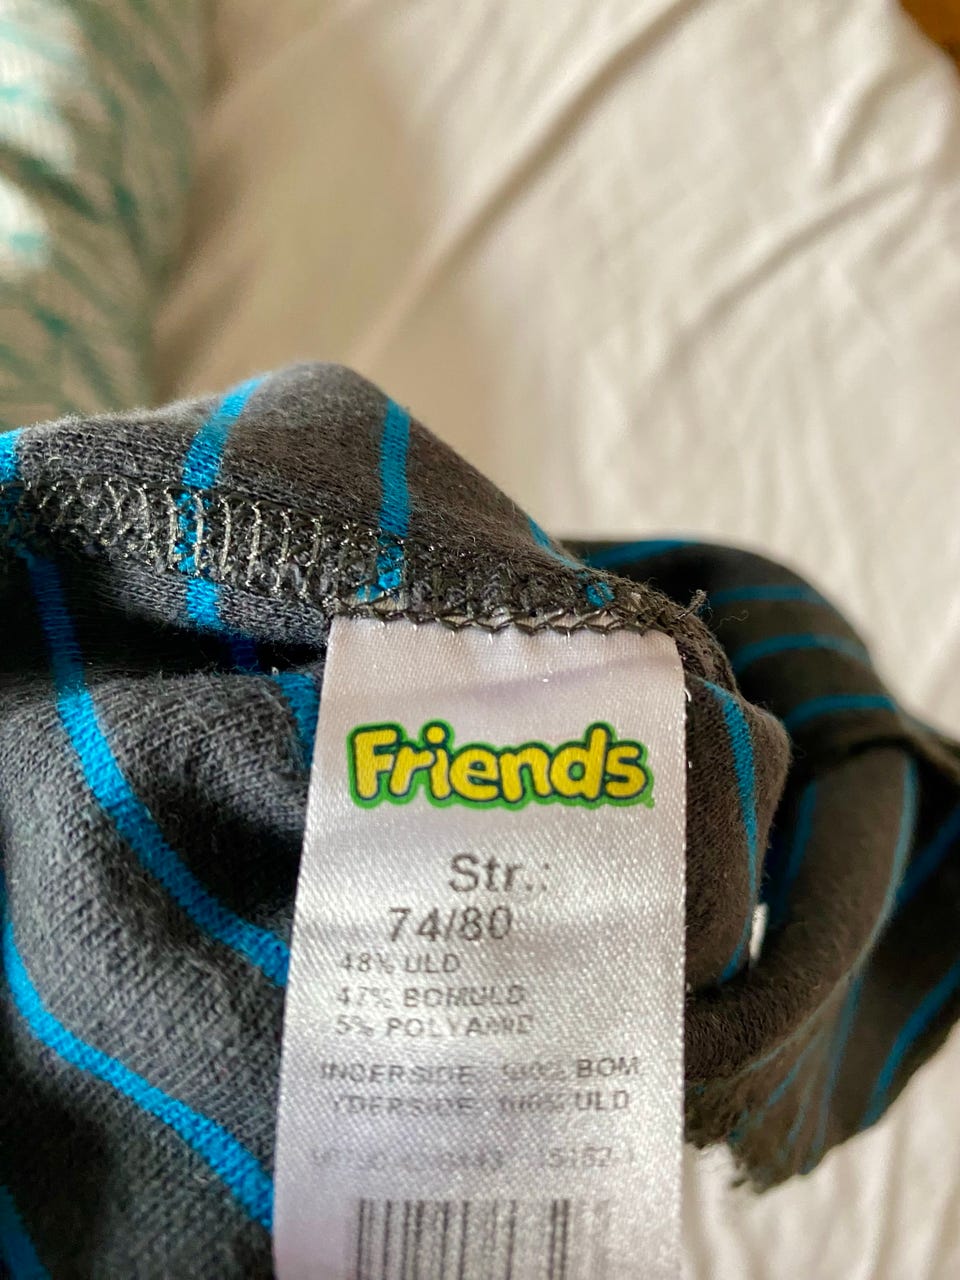 Friends
Str.:
74/80
48% ULD
47% BOMULD
5% POLYAMID
INDERSIDE: 100% BOM
YDERSIDE: 100% ULD